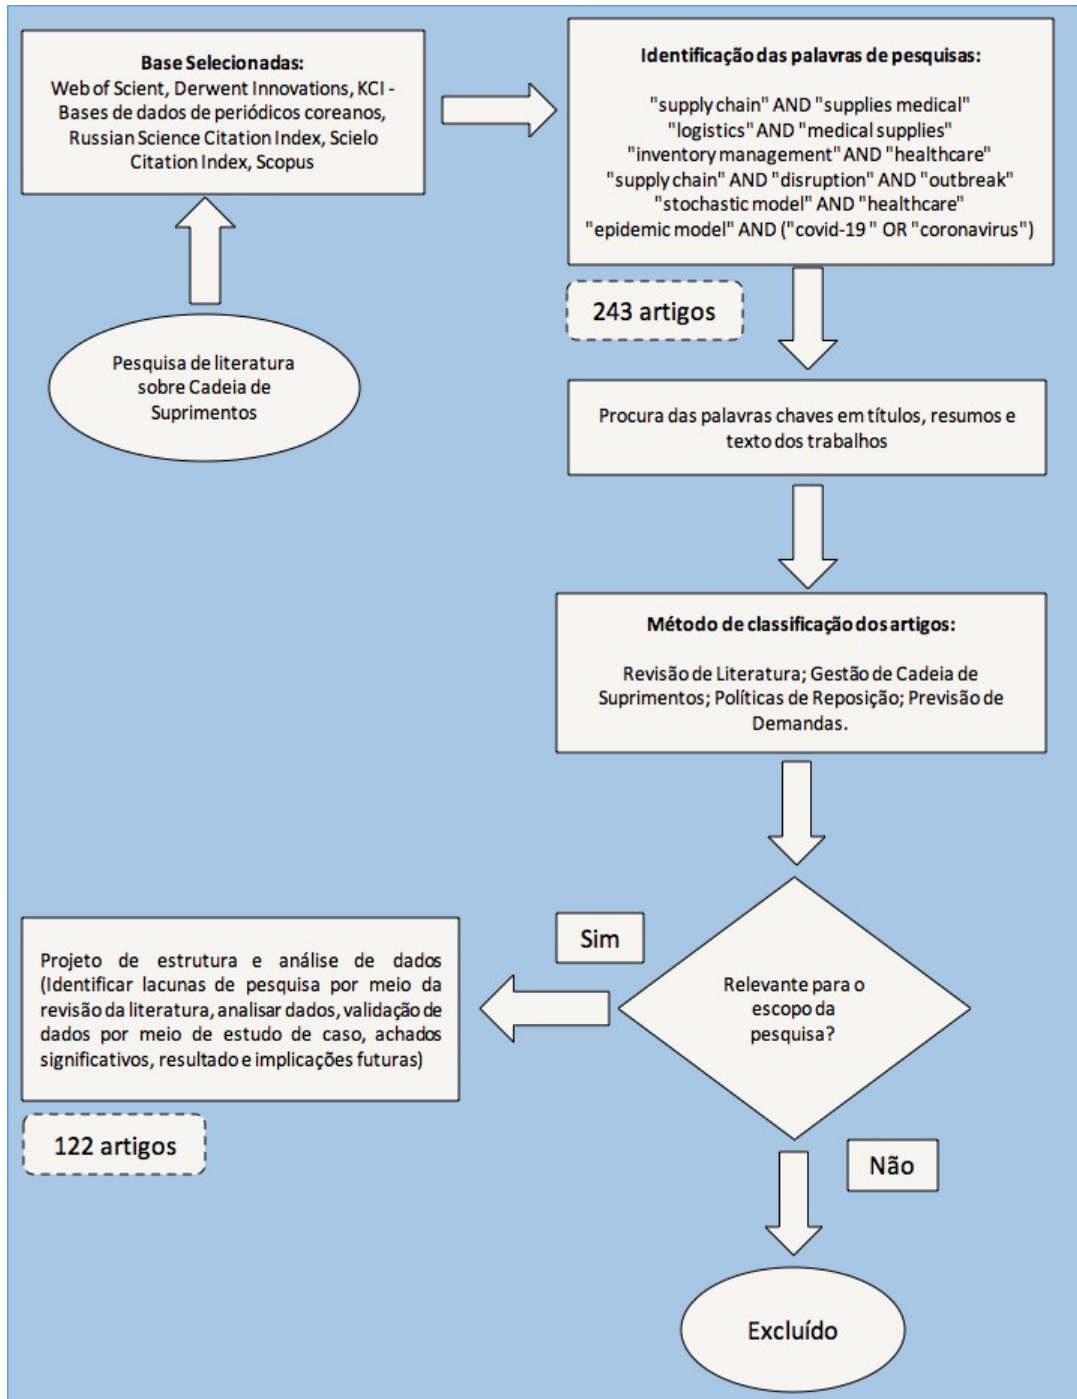 Pesquisa de literatura
sobre Cadeia de
Suprimentos
Base Selecionadas:
Web of Scient, Derwent Innovations, KCI -
Bases de dados de periódicos coreanos,
Russian Science Citation Index, Scielo
Citation Index, Scopus
Identificação das palavras de pesquisas:
"supply chain" AND "supplies medical"
"logistics" AND "medical supplies"
"inventory management" AND "healthcare"
"supply chain" AND "disruption" AND "outbreak"
"stochastic model" AND "healthcare"
"epidemic model" AND ("covid-19 " OR "coronavirus")
243 artigos
Procura das palavras chaves em títulos, resumos e
texto dos trabalhos
Método de classificação dos artigos:
Revisão de Literatura; Gestão de Cadeia de
Suprimentos; Políticas de Reposição; Previsão de
Demandas.
Relevante para o
escopo da
pesquisa?
Sim
Projeto de estrutura e análise de dados
(Identificar lacunas de pesquisa por meio da
revisão da literatura, analisar dados, validação de
dados por meio de estudo de caso, achados
significativos, resultado e implicações futuras)
122 artigos
Não
Excluído